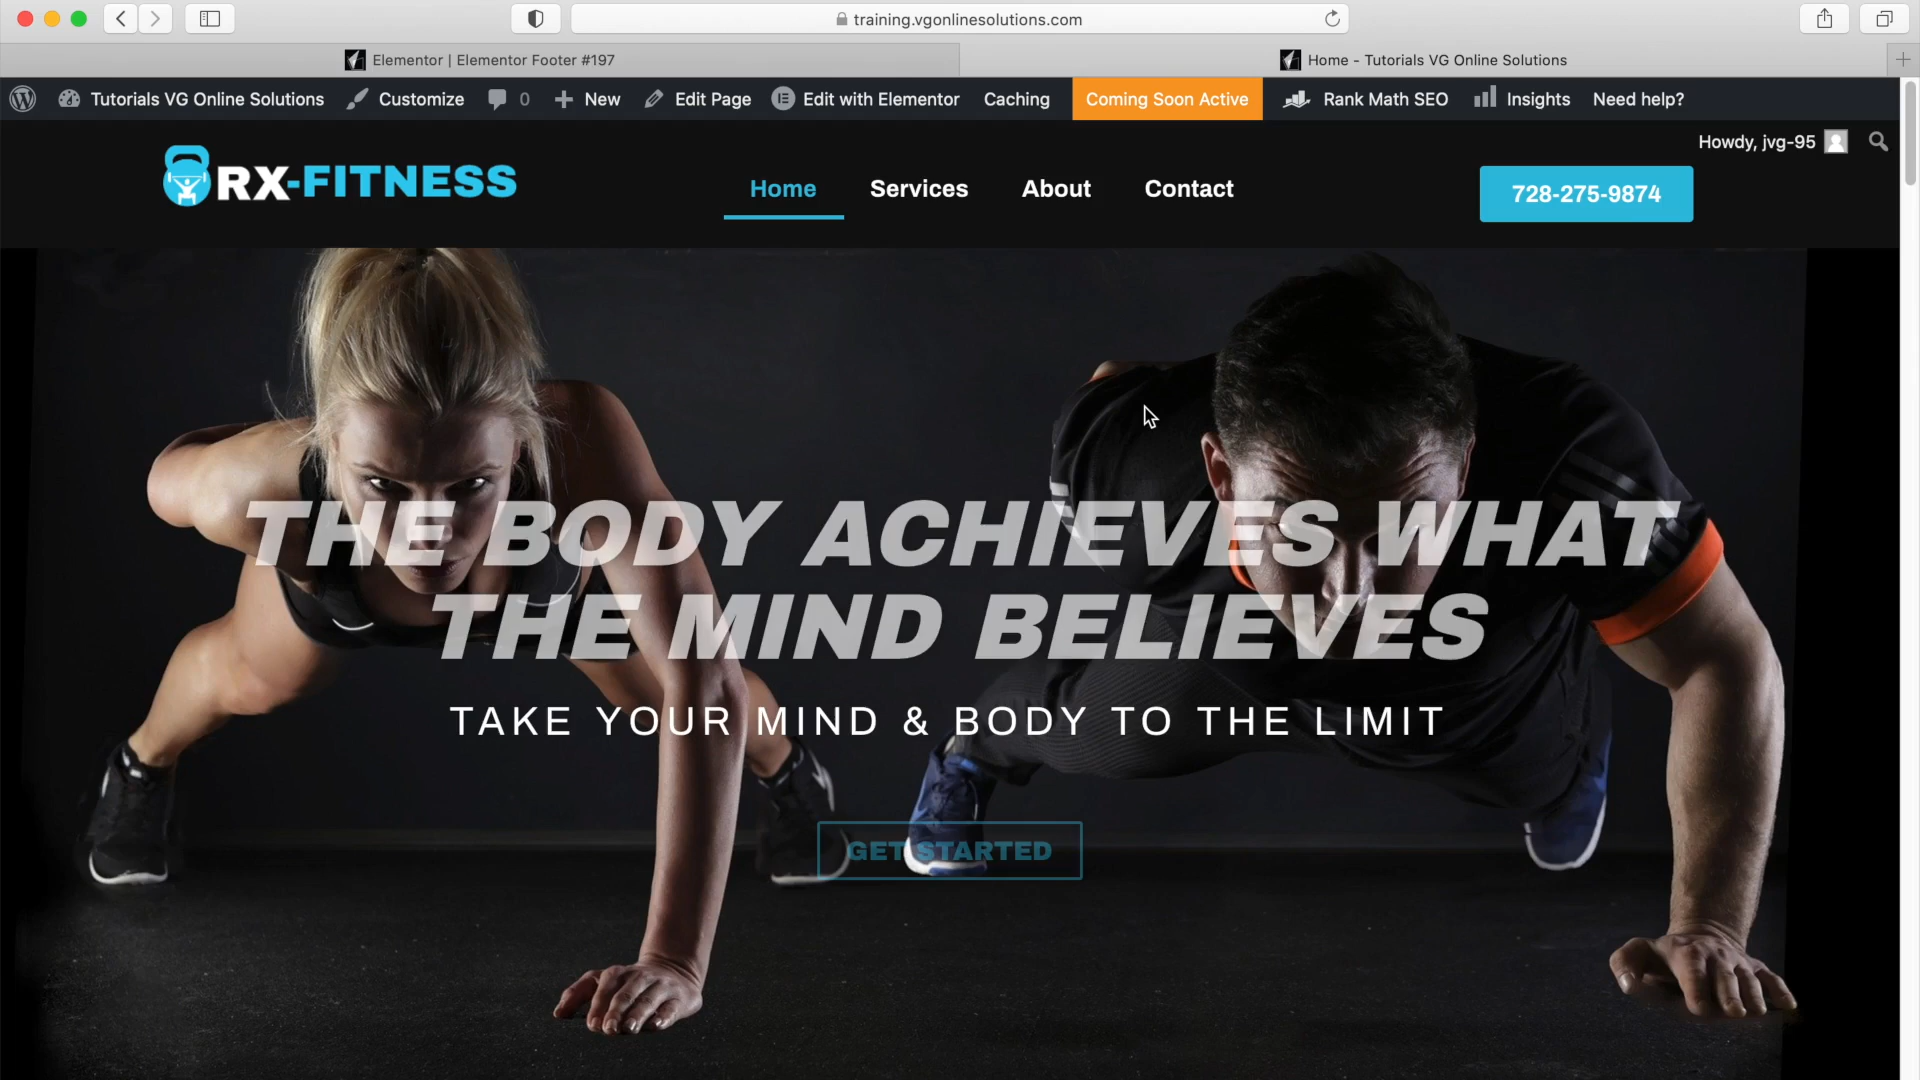 training.vgonlinesolutions.com
Elementor | Elementor Footer #197
Home - Tutorials VG Online Solutions
Tutorials VG Online Solutions
Customize
0
New
Edit Page
Edit with Elementor
Caching
Coming Soon Active
Rank Math SEO
Insights
Need help?
Howdy, jvg-95
RX-FITNESS
Home
Services
About
Contact
728-275-9874
THE BODY ACHIEVES WHAT
THE MIND BELIEVES
TAKE YOUR MIND & BODY TO THE LIMIT
GET STARTED